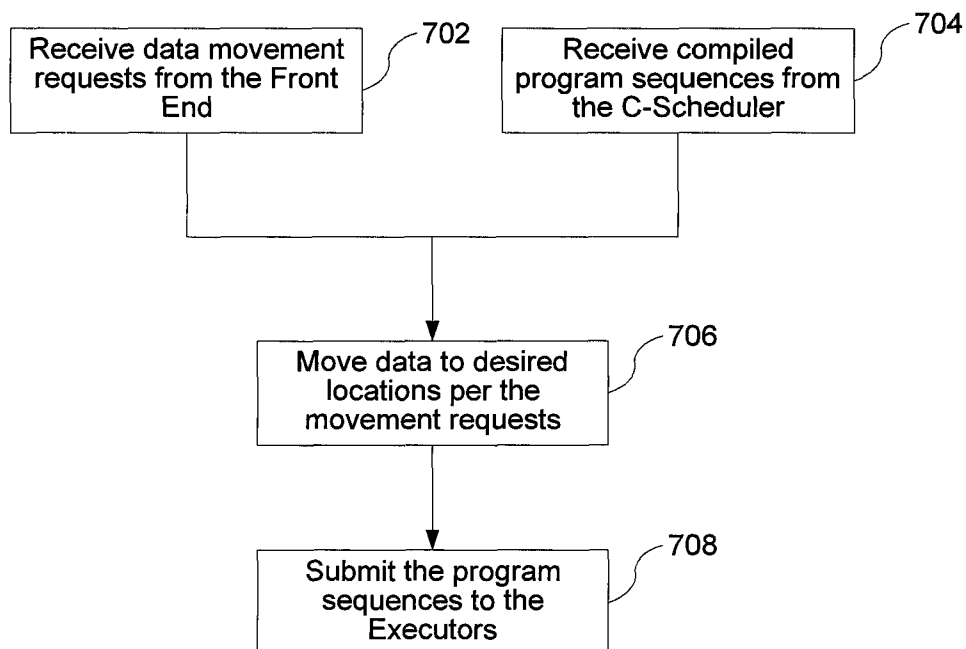 Receive data movement
requests from the Front
End
702
Receive compiled
program sequences from
the C-Scheduler
704
Move data to desired
locations per the
movement requests
706
Submit the program
sequences to the
Executors
708